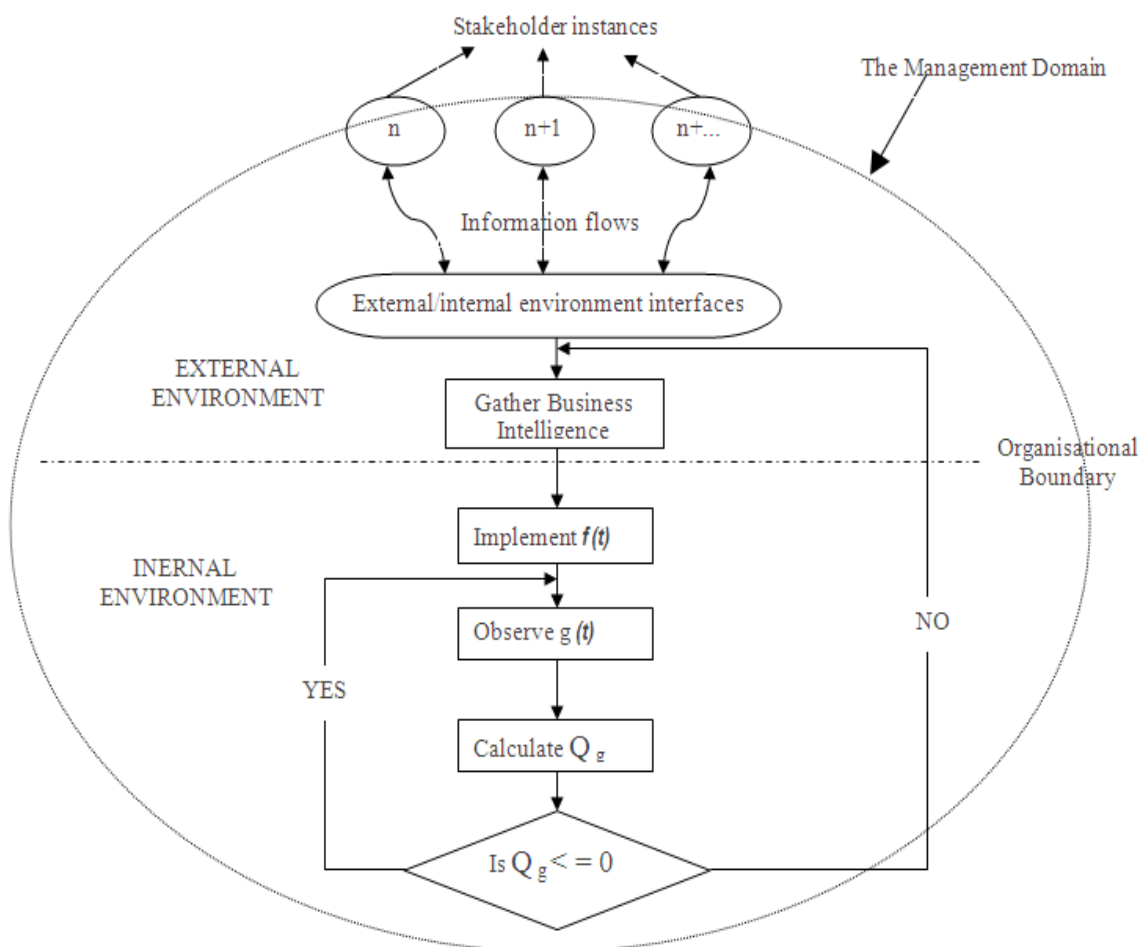 Stakeholder instances
The Management Domain
n
n+1
n+...
Information flows
External/internal environment interfaces
EXTERNAL
ENVIRONMENT
Gather Business
Intelligence
Organisational
Boundary
Implement f(t)
INERNAL
ENVIRONMENT
Observe g(t)
NO
YES
Calculate Q g
Is Q g < = 0